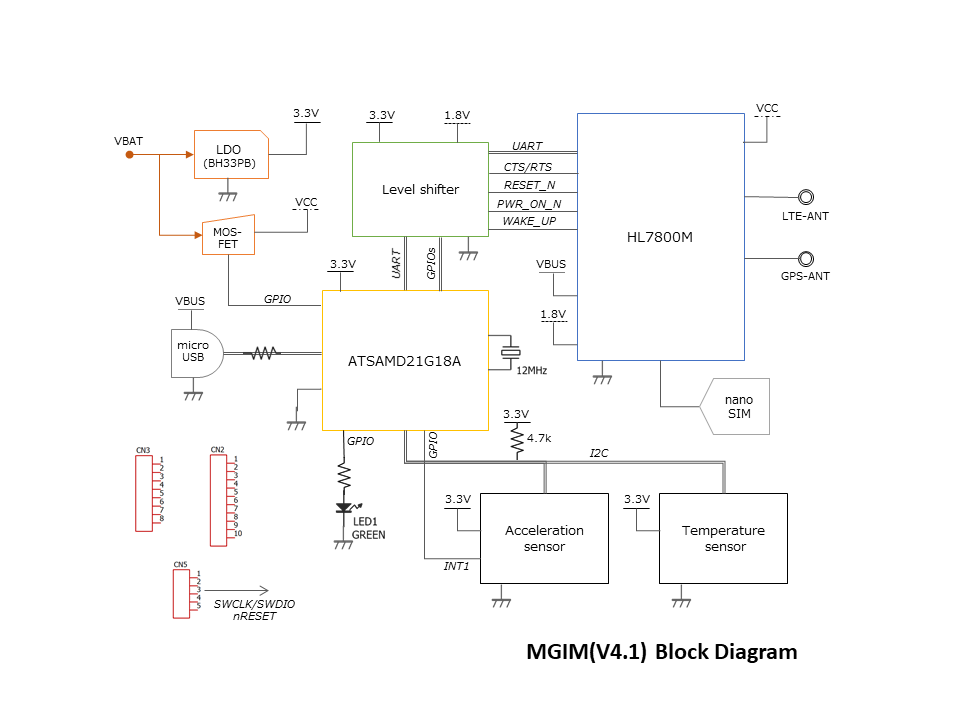 VBAT
LDO
(BH33PB)
3.3V
MOS-
FET
VCC
GPIO
3.3V
1.8V
Level shifter
UART
CTS/RTS
RESET_N
PWR_ON_N
WAKE_UP
UART
GPIOs
HL7800M
VCC
LTE-ANT
GPS-ANT
VBUS
1.8V
nano
SIM
VBUS
micro
USB
3.3V
ATSAMD21G18A
12MHz
GPIO
LED1
GREEN
GPIO
3.3V
4.7k
I2C
3.3V
Acceleration
sensor
INT1
3.3V
Temperature
sensor
CN3
1
2
3
4
5
6
7
8
CN2
1
2
3
4
5
6
7
8
9
10
CN5
1
2
3
4
5
SWCLK/SWDIO
nRESET
MGIM(V4.1) Block Diagram